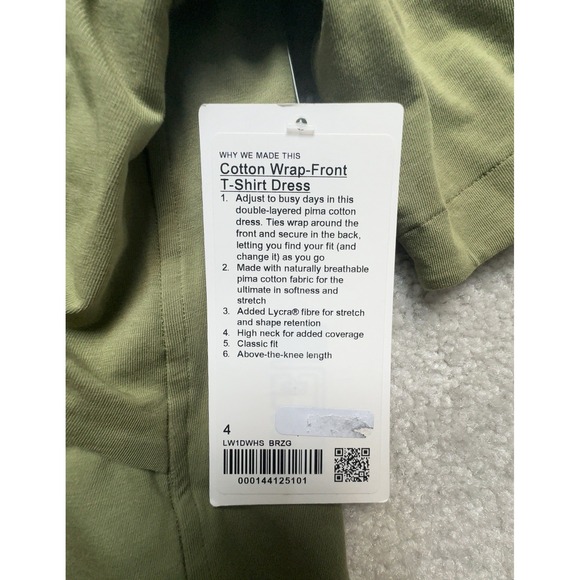 WHY WE MADE THIS
Cotton Wrap-Front
T-Shirt Dress
1. Adjust to busy days in this
double-layered pima cotton
dress. Ties wrap around the
front and secure in the back,
letting you find your fit (and
change it) as you go
2. Made with naturally breathable
pima cotton fabric for the
ultimate in softness and
stretch
3. Added Lycra® fibre for stretch
and shape retention
4. High neck for added coverage
5. Classic fit
6. Above-the-knee length
4
LW1DWHS BRZG
000144125101